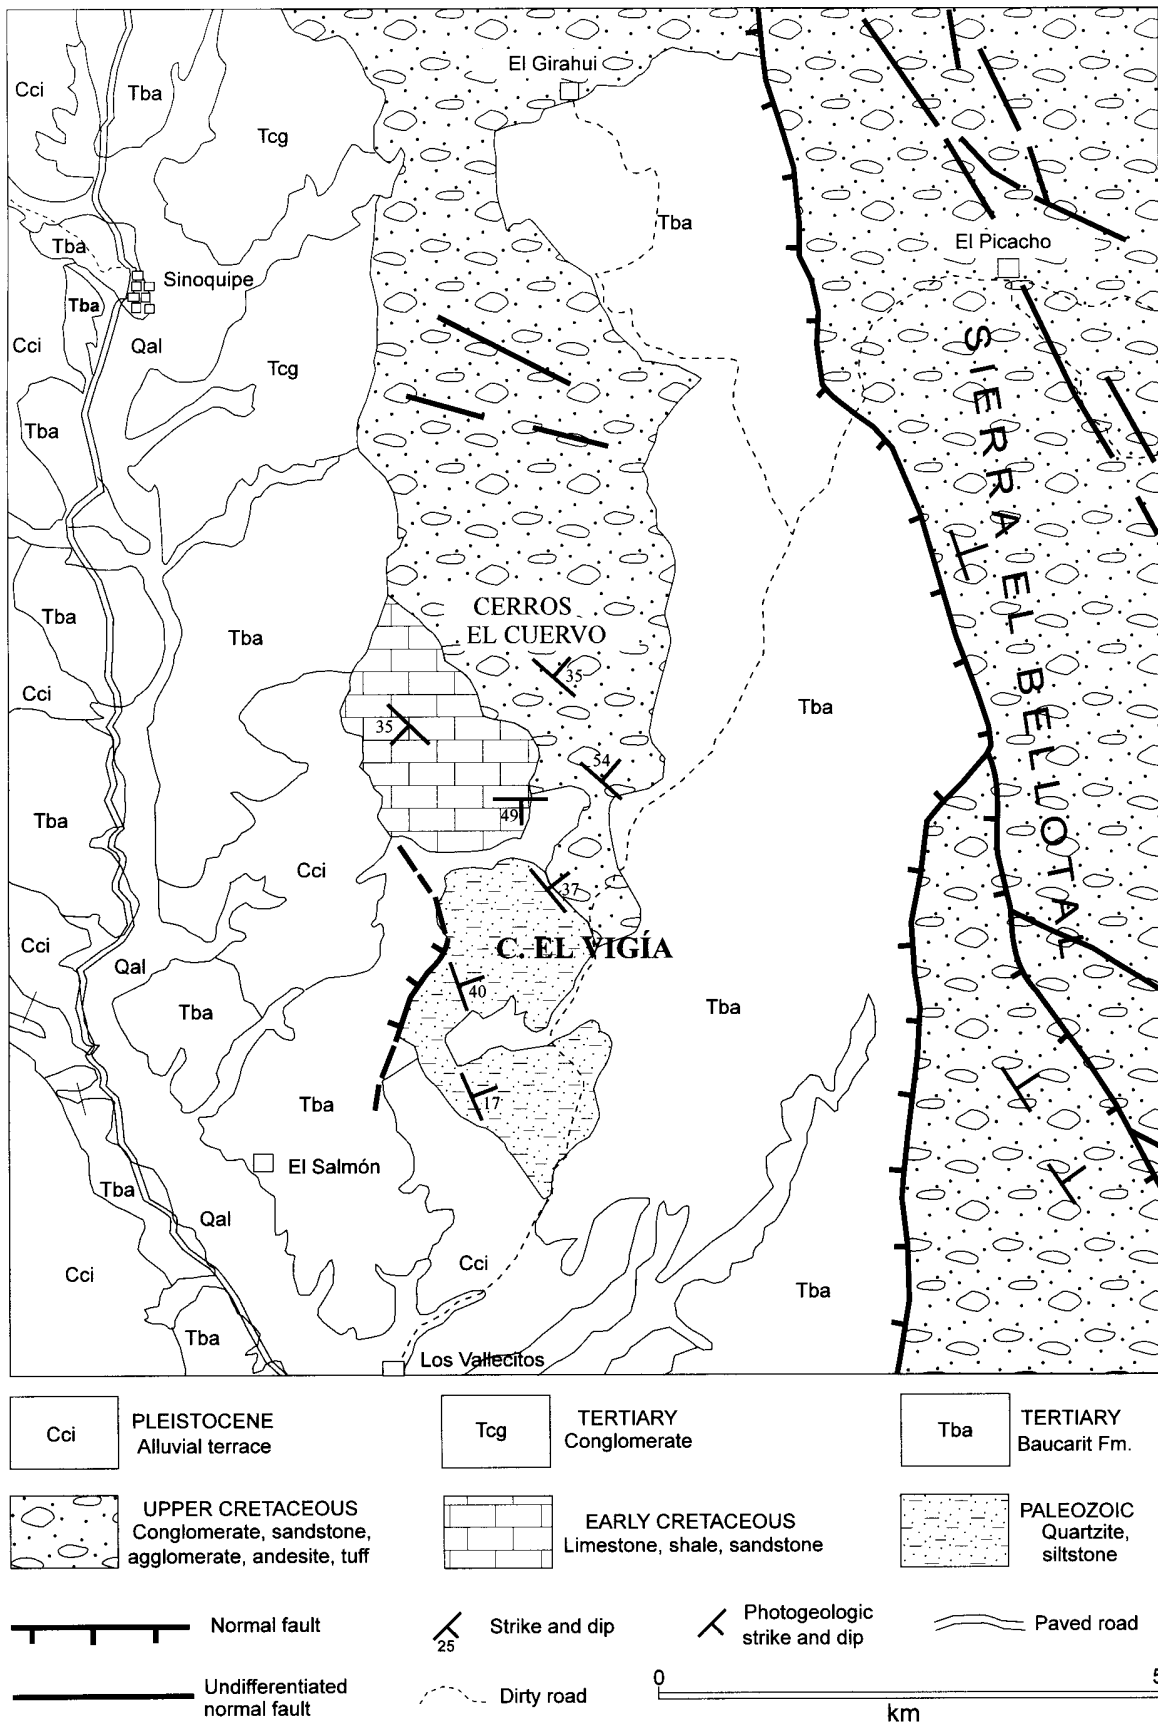 El Girahui
Cci
Tba
Tcg
Tba
El Picacho
Tba
Sinoquipe
Tba
Cci
Qal
Tcg
SIERRA EL BELLOTAL
Tba
CERROS
EL CUERVO
Tba
Tba
35
Cci
Tba
35
54
49
Tba
Cci
37
Cci
C. EL VIGÍA
Qal
40
Tba
Tba
17
Tba
El Salmón
Tba
Qal
Cci
Cci
Tba
Tba
Los Vallecitos
Cci
PLEISTOCENE
Alluvial terrace
Tcg
TERTIARY
Conglomerate
Tba
TERTIARY
Baucarit Fm.
UPPER CRETACEOUS
Conglomerate, sandstone,
agglomerate, andesite, tuff
EARLY CRETACEOUS
Limestone, shale, sandstone
PALEOZOIC
Quartzite,
siltstone
Normal fault
25
Strike and dip
Photogeologic
strike and dip
Paved road
Undifferentiated
normal fault
Dirty road
0
5
km